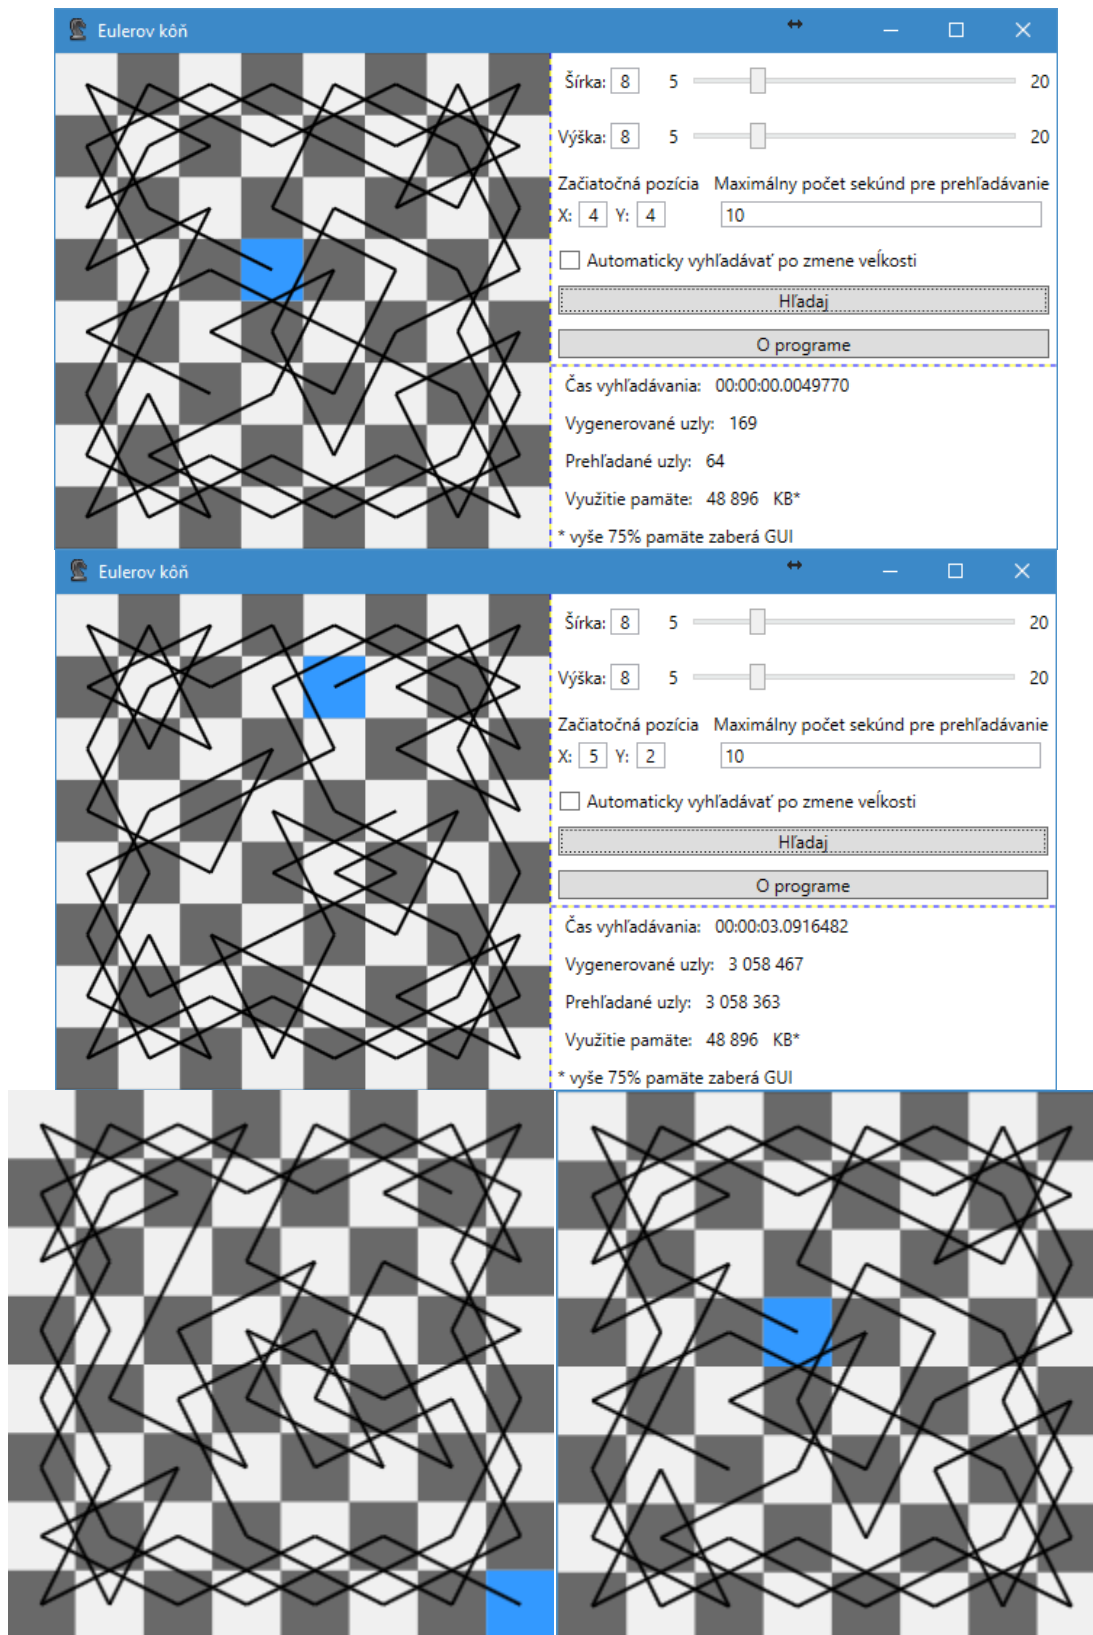 Eulerov kôň
Šírka: 8 5 20
Výška: 8 5 20
Začiatočná pozícia Maximálny počet sekúnd pre prehľadávanie
X: 4 Y: 4 10
Automaticky vyhľadávať po zmene veľkosti
Hľadaj
O programe
Čas vyhľadávania: 00:00:00.0049770
Vygenerované uzly: 169
Prehľadané uzly: 64
Využitie pamäte: 48 896 KB*
* vyše 75% pamäte zaberá GUI
Eulerov kôň
Šírka: 8 5 20
Výška: 8 5 20
Začiatočná pozícia Maximálny počet sekúnd pre prehľadávanie
X: 5 Y: 2 10
Automaticky vyhľadávať po zmene veľkosti
Hľadaj
O programe
Čas vyhľadávania: 00:00:03.0916482
Vygenerované uzly: 3 058 467
Prehľadané uzly: 3 058 363
Využitie pamäte: 48 896 KB*
* vyše 75% pamäte zaberá GUI